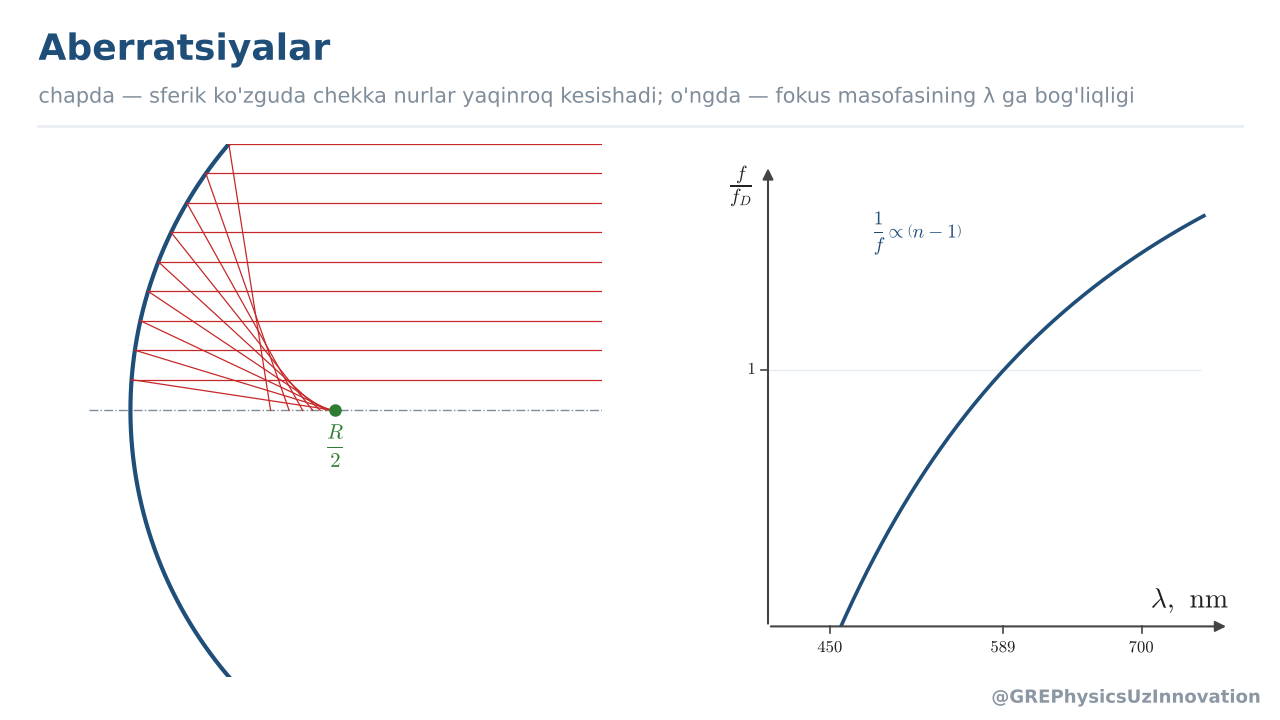 Aberratsiyalar
chapda — sferik ko'zguda chekka nurlar yaqinroq kesishadi; o'ngda — fokus masofasining λ ga bog'liqligi
R/2
f/f_D
1/f ∝ (n − 1)
1
λ, nm
450 589 700
@GREPhysicsUzInnovation